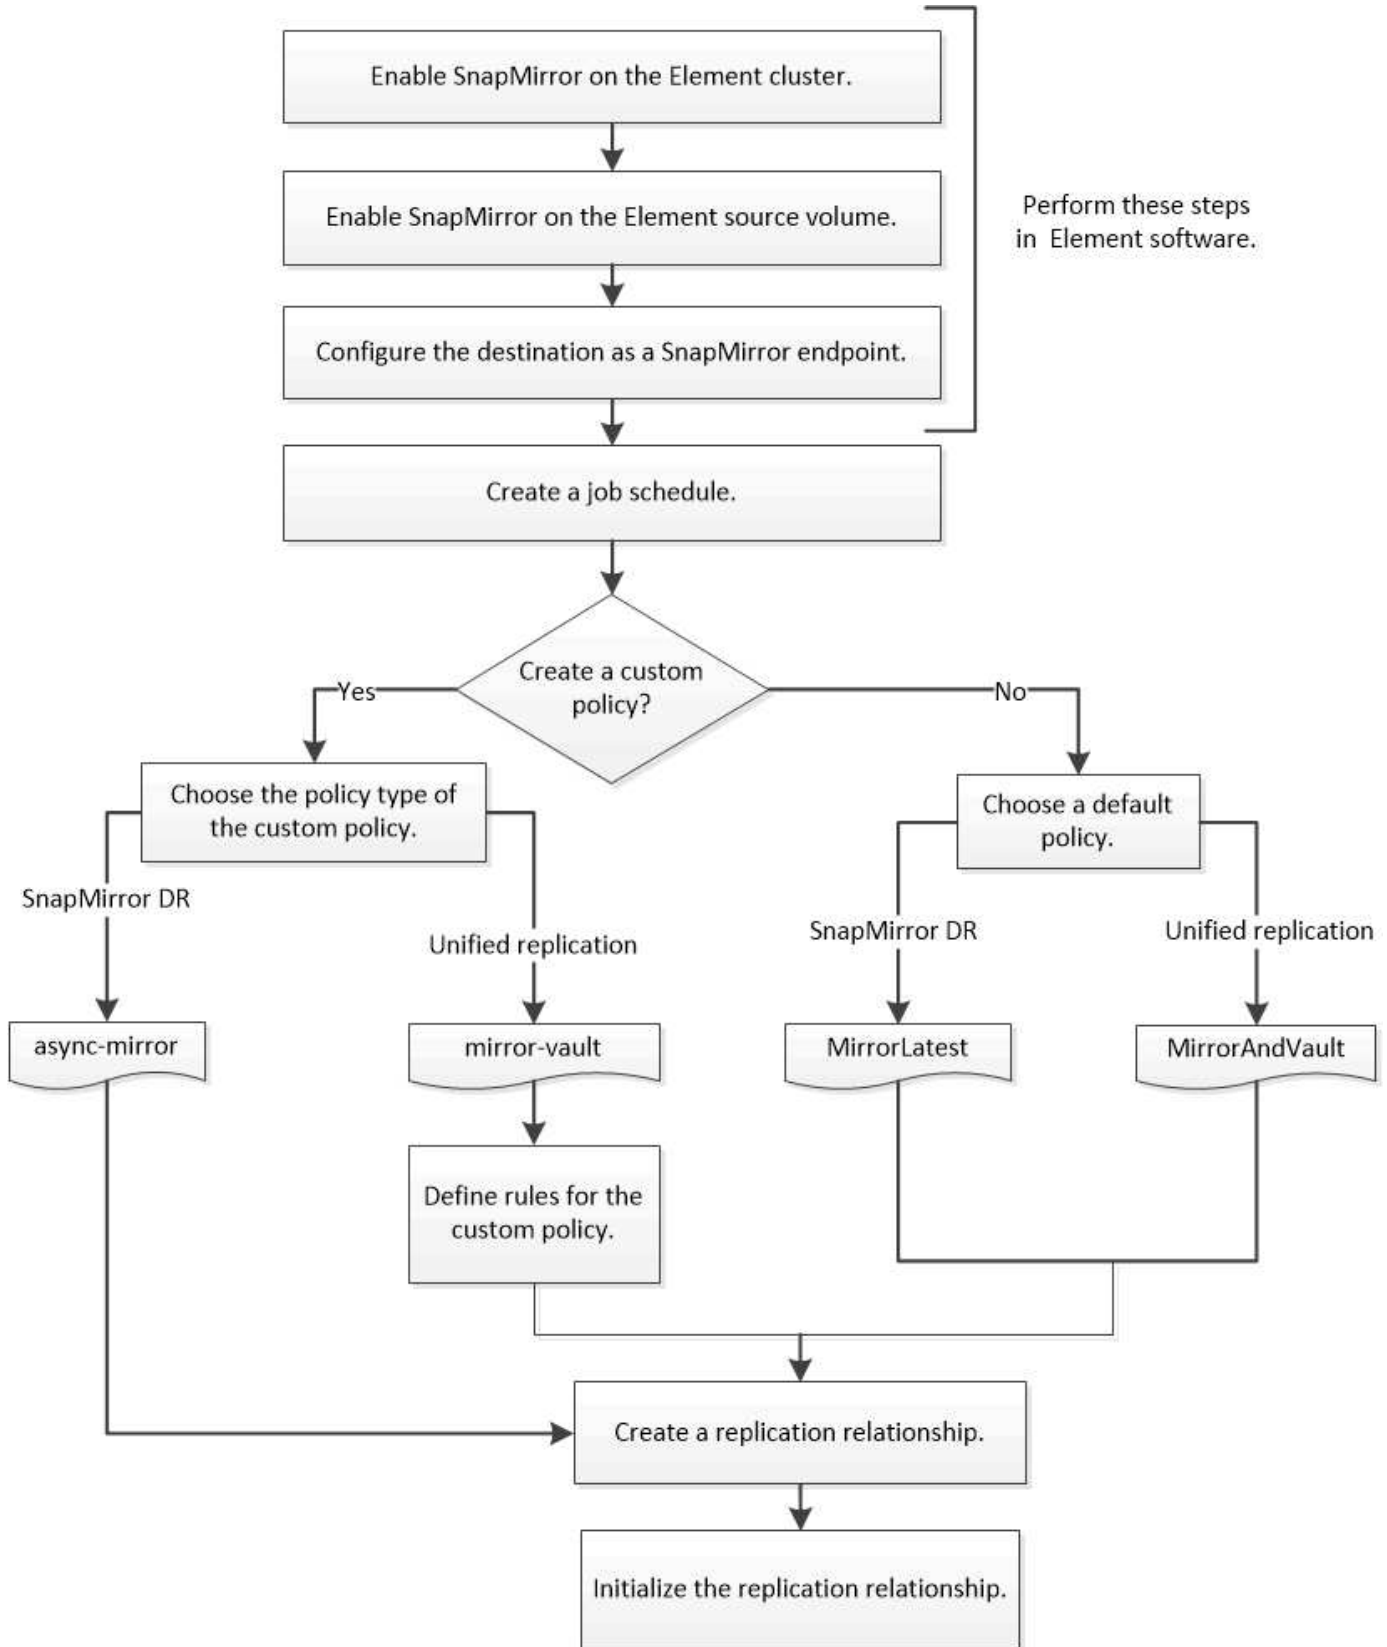 Enable SnapMirror on the Element cluster.
Enable SnapMirror on the Element source volume.
Perform these steps
in Element software.
Configure the destination as a SnapMirror endpoint.
Create a job schedule.
Create a custom
policy?
Yes
No
Choose the policy type of
the custom policy.
Choose a default
policy.
SnapMirror DR
Unified replication
SnapMirror DR
Unified replication
async-mirror
mirror-vault
MirrorLatest
MirrorAndVault
Define rules for the
custom policy.
Create a replication relationship.
Initialize the replication relationship.